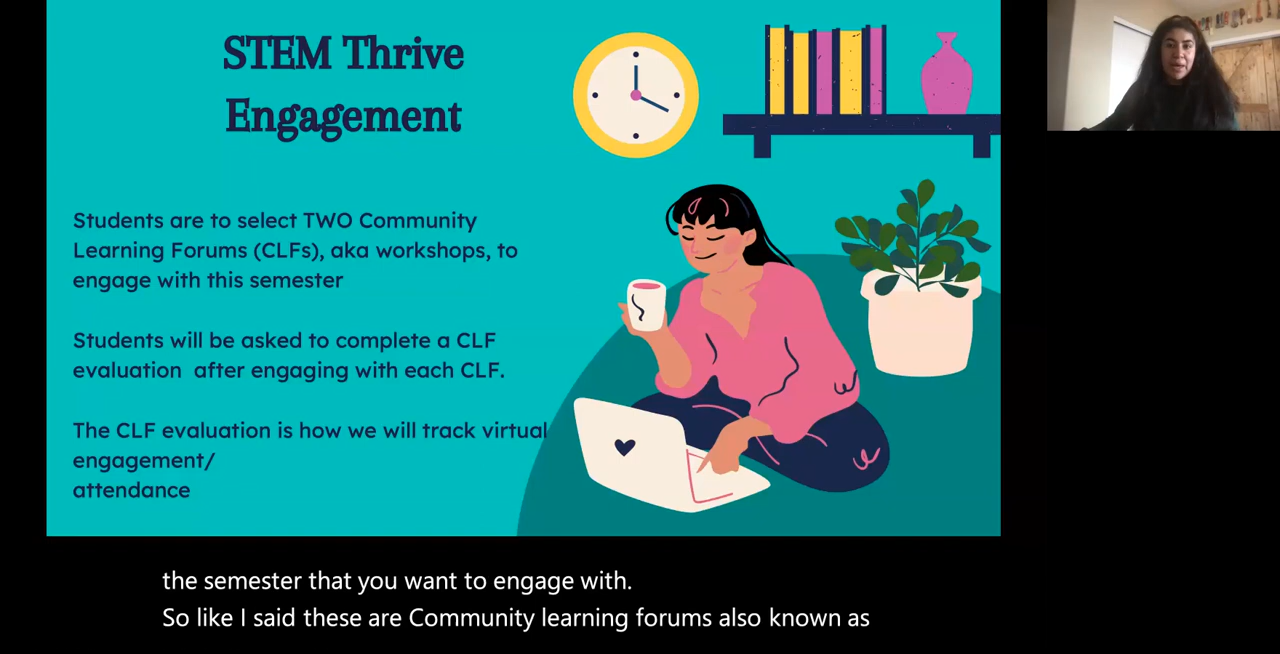 STEM Thrive
Engagement
Students are to select TWO Community
Learning Forums (CLFs), aka workshops, to
engage with this semester
Students will be asked to complete a CLF
evaluation  after engaging with each CLF.
The CLF evaluation is how we will track virtual
engagement/
attendance
the semester that you want to engage with.
So like I said these are Community learning forums also known as